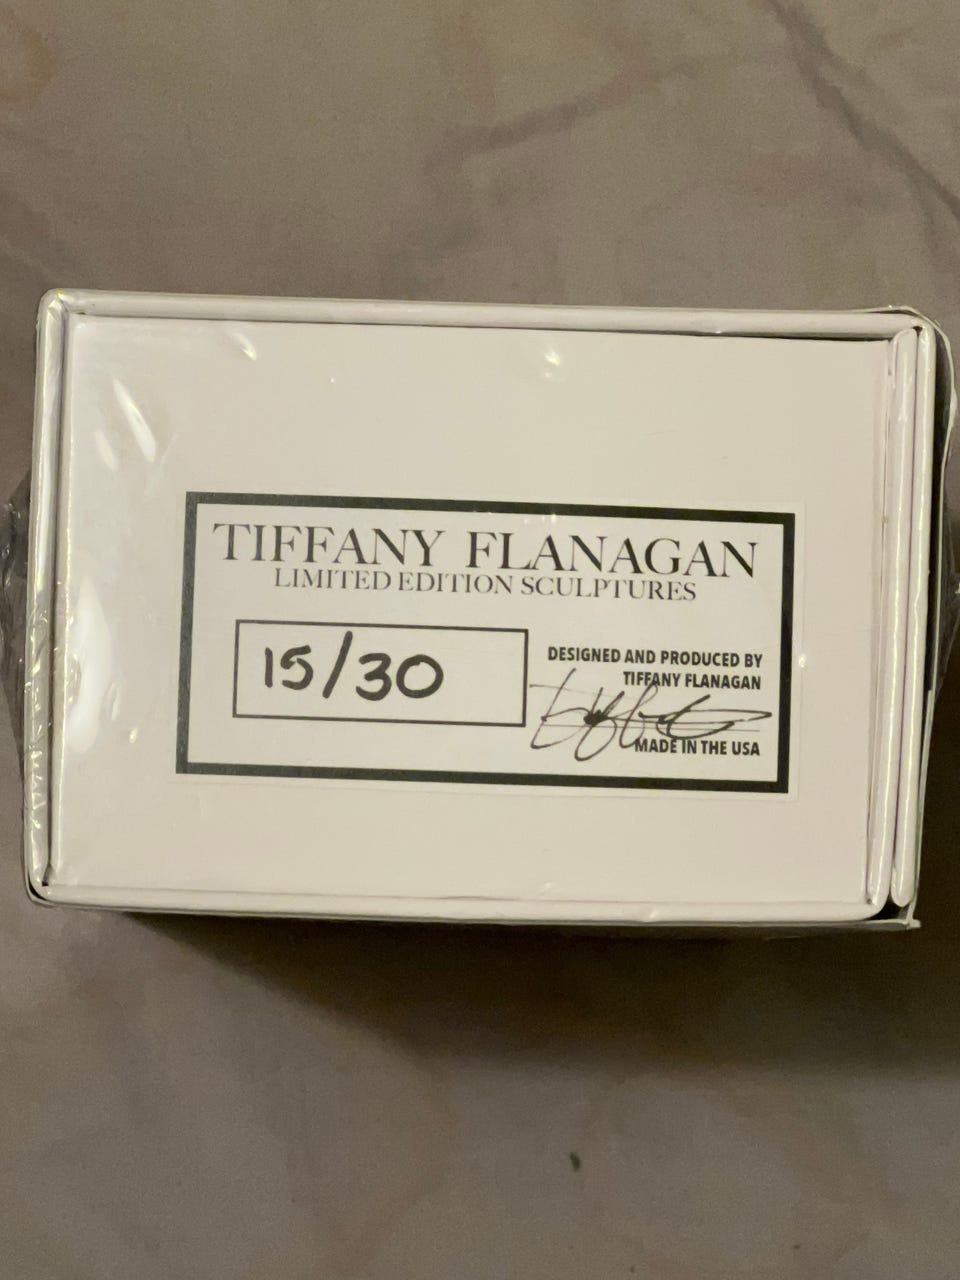 TIFFANY FLANAGAN
LIMITED EDITION SCULPTURES
15/30
DESIGNED AND PRODUCED BY
TIFFANY FLANAGAN
MADE IN THE USA